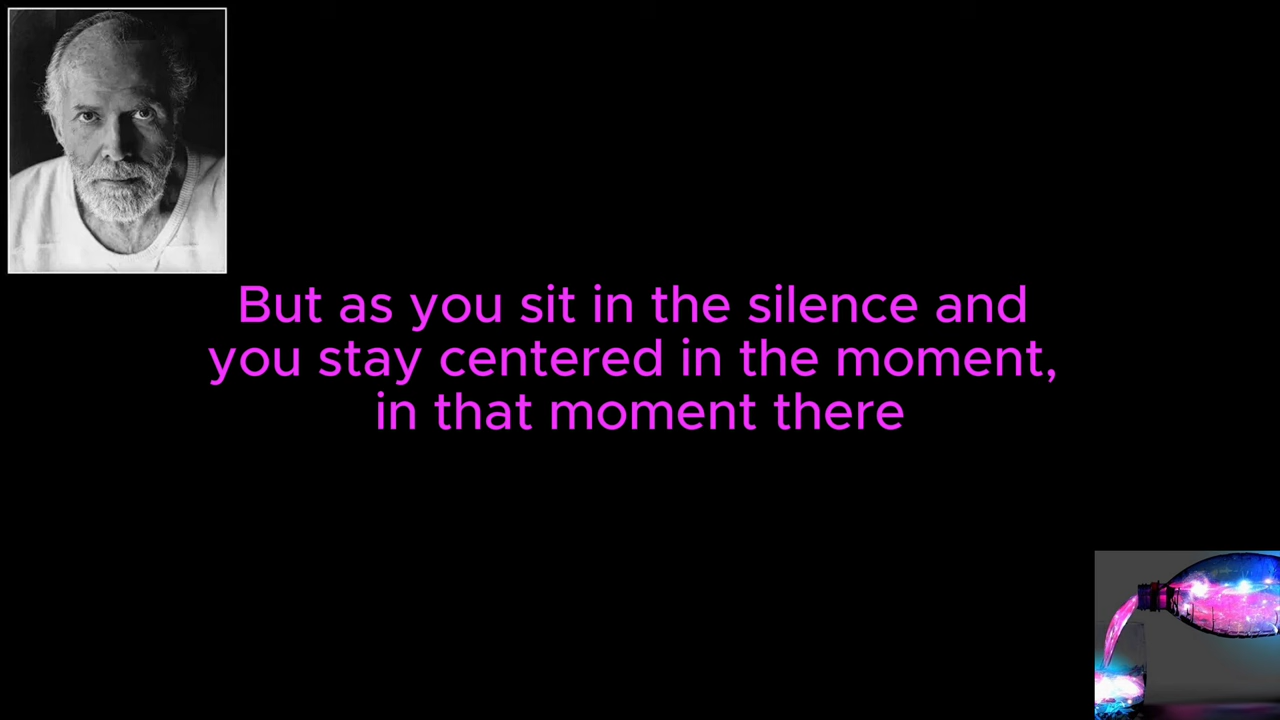 But as you sit in the silence and
you stay centered in the moment,
in that moment there